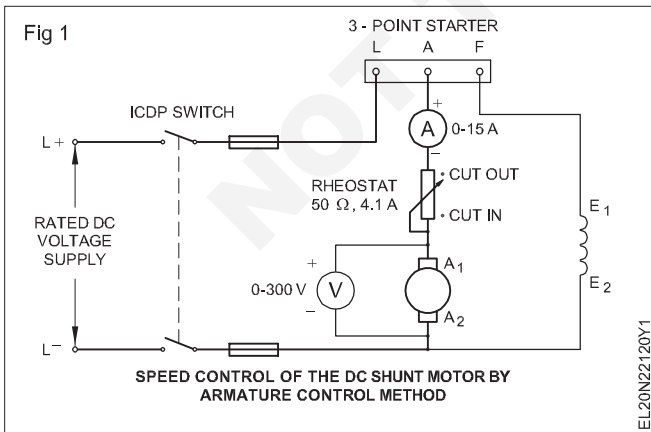 Fig 1
3 - POINT STARTER
L A F
ICDP SWITCH
+
A 0-15 A
−
L +
RHEOSTAT
50 Ω, 4.1 A
CUT OUT
CUT IN
RATED DC
VOLTAGE
SUPPLY
E1
E2
+
0-300 V V
−
A1
A2
L−
SPEED CONTROL OF THE DC SHUNT MOTOR BY
ARMATURE CONTROL METHOD
EL20N22120Y1
NOT